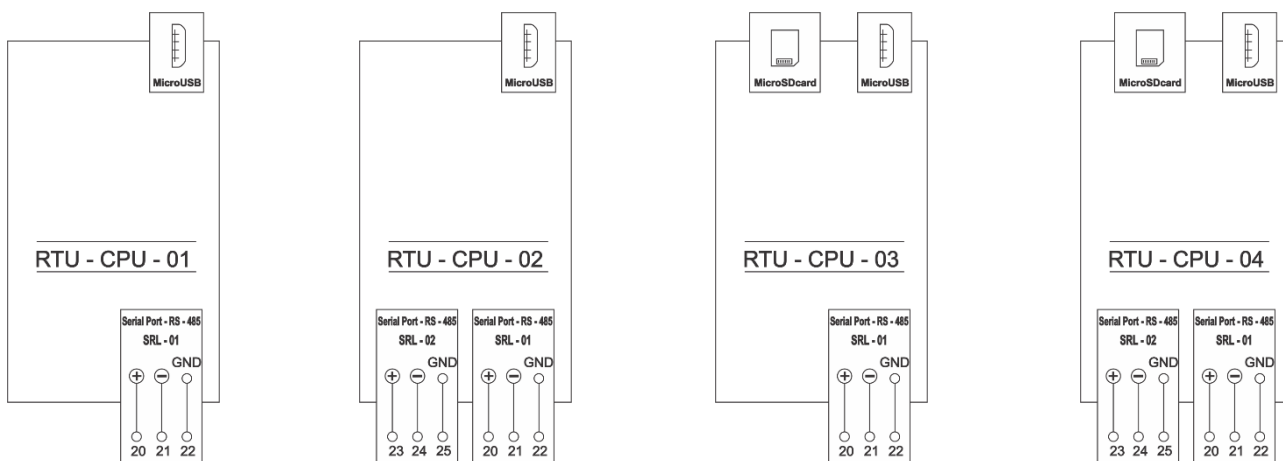 MicroUSB
RTU - CPU - 01
Serial Port - RS - 485
SRL - 01
GND
20 21 22
MicroUSB
RTU - CPU - 02
Serial Port - RS - 485
SRL - 02
GND
23 24 25
Serial Port - RS - 485
SRL - 01
GND
20 21 22
MicroSDcard
MicroUSB
RTU - CPU - 03
Serial Port - RS - 485
SRL - 01
GND
20 21 22
MicroSDcard
MicroUSB
RTU - CPU - 04
Serial Port - RS - 485
SRL - 02
GND
23 24 25
Serial Port - RS - 485
SRL - 01
GND
20 21 22